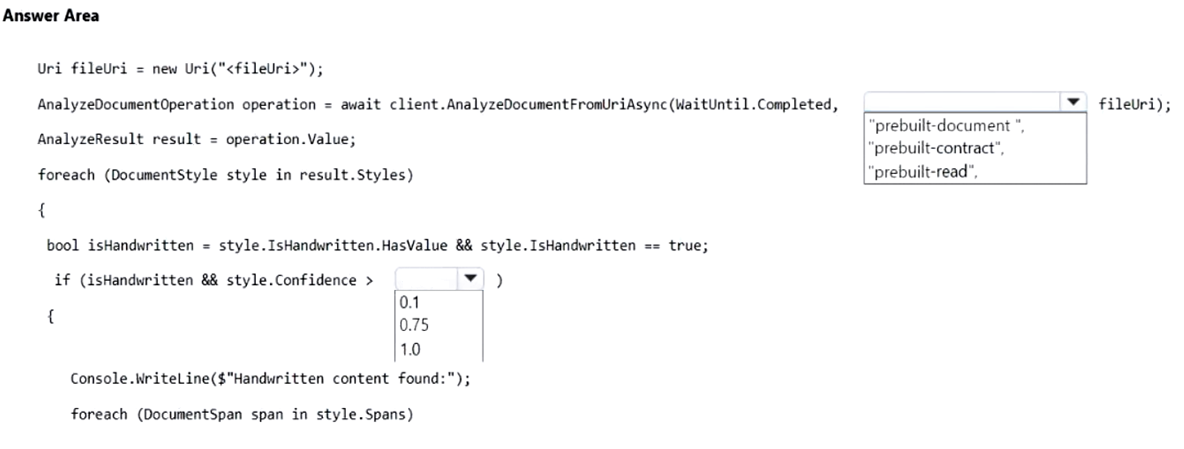 Answer Area
Uri fileUri = new Uri("<fileUri>");
AnalyzeDocumentOperation operation = await client.AnalyzeDocumentFromUriAsync(WaitUntil.Completed, fileUri);
"prebuilt-document ",
"prebuilt-contract",
"prebuilt-read",
AnalyzeResult result = operation.Value;
foreach (DocumentStyle style in result.Styles)
{
bool isHandwritten = style.IsHandwritten.HasValue && style.IsHandwritten == true;
if (isHandwritten && style.Confidence > )
0.1
0.75
1.0
{
Console.WriteLine($"Handwritten content found:");
foreach (DocumentSpan span in style.Spans)